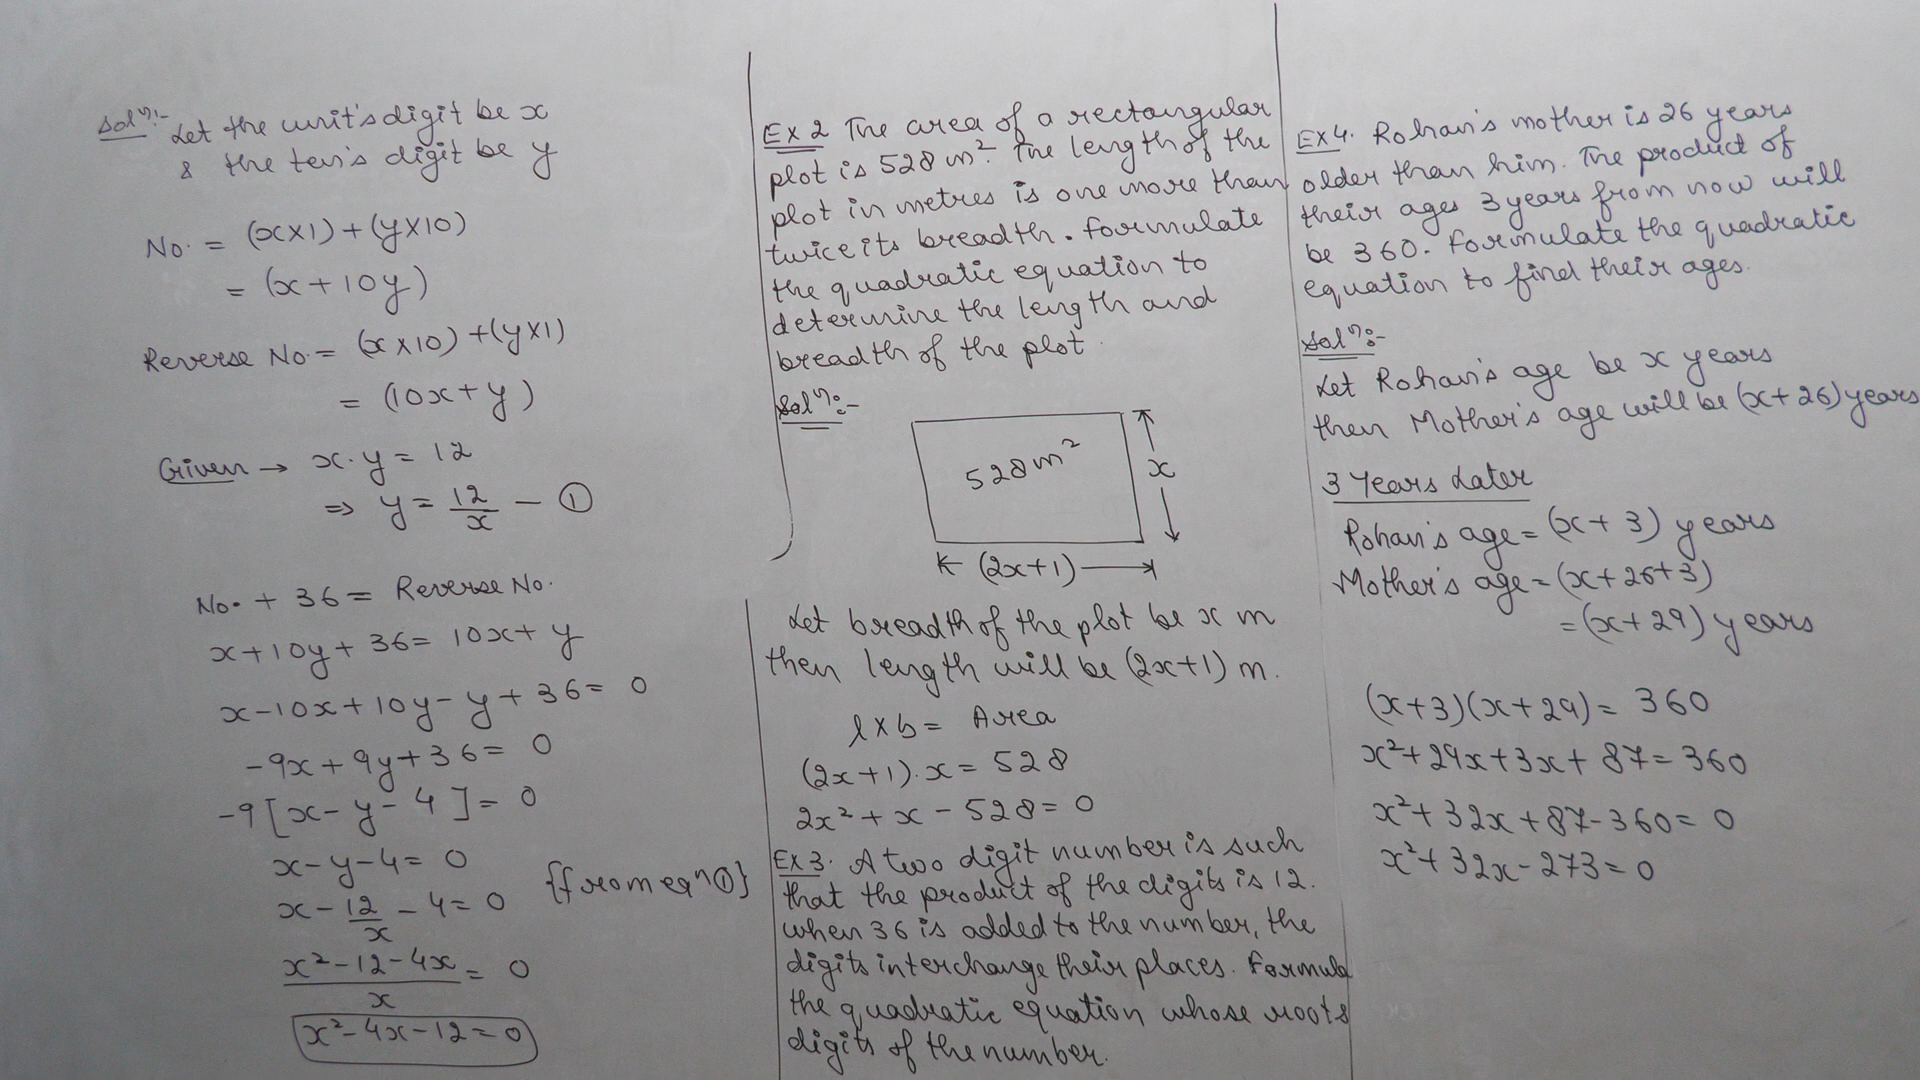 Solⁿ:-
Let the unit's digit be x
& the ten's digit be y
No. = (x×1)+(y×10)
= (x+10y)
Reverse No. = (x×10)+(y×1)
= (10x+y)
Given → x.y = 12
⇒ y = 12/x — ①
No. + 36 = Reverse No.
x+10y+36 = 10x+y
x-10x+10y-y+36 = 0
-9x+9y+36 = 0
-9[x-y-4] = 0
x-y-4 = 0
x-12/x-4 = 0 {from eqⁿ①}
x²-12-4x/x = 0
x²-4x-12 = 0
Ex 2 The area of a rectangular
plot is 528 m². The length of the
plot in metres is one more than
twice its breadth. Formulate
the quadratic equation to
determine the length and
breadth of the plot.
Solⁿ:-
528 m²
x
(2x+1)
Let breadth of the plot be x m
then length will be (2x+1) m.
l×b = Area
(2x+1).x = 528
2x²+x-528 = 0
Ex 3. A two digit number is such
that the product of the digits is 12.
when 36 is added to the number, the
digits interchange their places. Formula
the quadratic equation whose roots
digits of the number.
Ex 4. Rohan's mother is 26 years
older than him. The product of
their ages 3 years from now will
be 360. Formulate the quadratic
equation to find their ages.
Solⁿ:-
Let Rohan's age be x years
then Mother's age will be (x+26) years
3 Years Later
Rohan's age = (x+3) years
Mother's age = (x+26+3)
= (x+29) years
(x+3)(x+29) = 360
x²+29x+3x+87 = 360
x²+32x+87-360 = 0
x²+32x-273 = 0